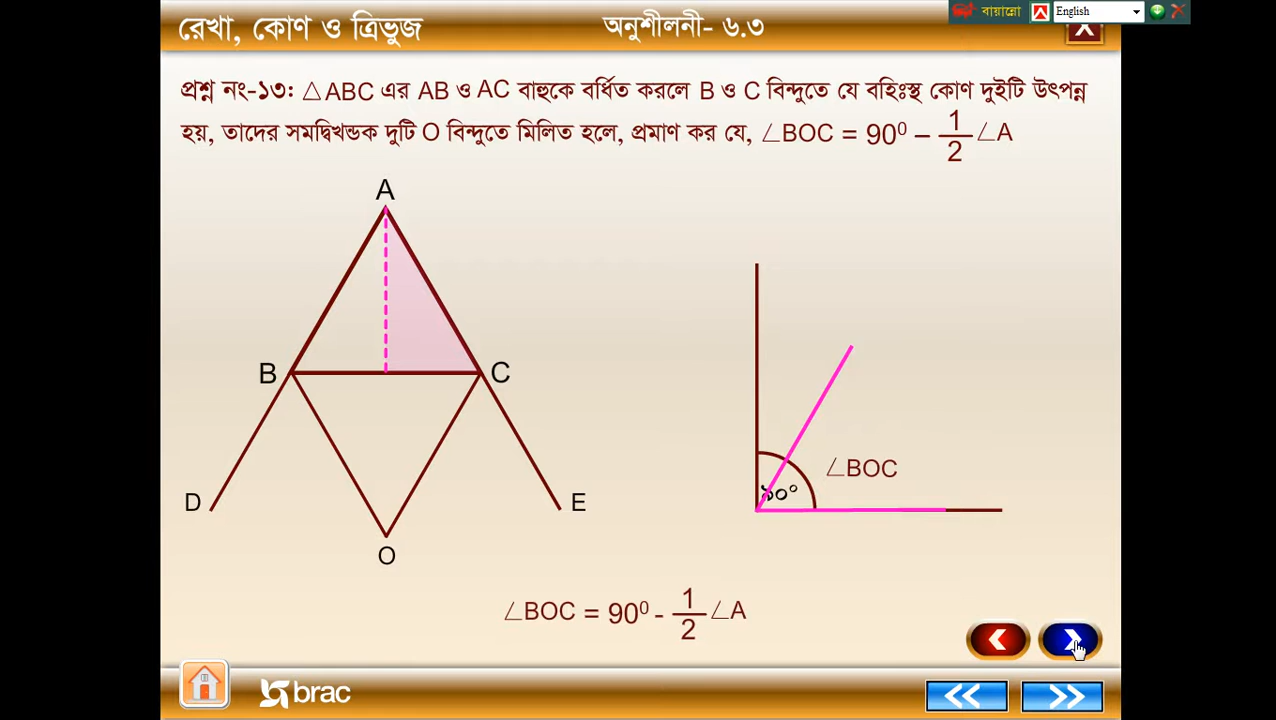 বায়ান্নো English
রেখা, কোণ ও ত্রিভুজ
অনুশীলনী- ৬.৩
প্রশ্ন নং-১৩: △ABC এর AB ও AC বাহুকে বর্ধিত করলে B ও C বিন্দুতে যে বহিঃস্থ কোণ দুইটি উৎপন্ন
হয়, তাদের সমদ্বিখন্ডক দুটি O বিন্দুতে মিলিত হলে, প্রমাণ কর যে, ∠BOC = 90⁰ – 1/2 ∠A
A
B
C
D
E
O
∠BOC
৯০°
∠BOC = 90⁰ - 1/2 ∠A
brac